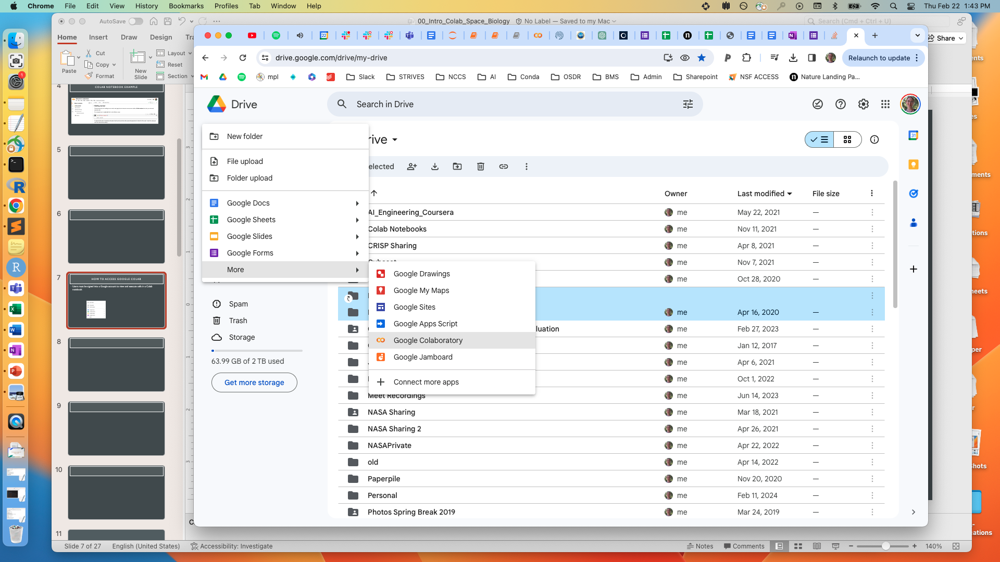 Chrome File Edit View History Bookmarks Profiles Tab Window Help
Thu Feb 22 1:43 PM
AutoSave
00_Intro_Colab_Space_Biology
No Label — Saved to my Mac
Search (Cmd + Ctrl + U)
Home Insert Draw Design Tra
Share
Paste
Cut
Copy
Format
New Slide
Layout
Reset
Section
drive.google.com/drive/my-drive
Relaunch to update
mpl
Slack
STRIVES
NCCS
AI
Conda
OSDR
BMS
Admin
Sharepoint
NSF ACCESS
Nature Landing Pa...
Drive
Search in Drive
New folder
File upload
Folder upload
Google Docs
Google Sheets
Google Slides
Google Forms
More
Google Drawings
Google My Maps
Google Sites
Google Apps Script
Google Colaboratory
Google Jamboard
Connect more apps
Spam
Trash
Storage
63.99 GB of 2 TB used
Get more storage
rive
elected
Owner Last modified File size
AI_Engineering_Coursera me May 22, 2021 —
Colab Notebooks me Nov 11, 2021 —
CRISP Sharing me Apr 8, 2021 —
me Nov 7, 2021 —
me Oct 28, 2020 —
me Apr 16, 2020 —
luation me Feb 27, 2023 —
me Jan 12, 2017 —
me Apr 6, 2021 —
me Oct 1, 2022 —
Meet Recordings me Jun 14, 2023 —
NASA Sharing me Mar 18, 2021 —
NASA Sharing 2 me Apr 26, 2021 —
NASAPrivate me Apr 22, 2022 —
old me Apr 14, 2022 —
Paperpile me Nov 20, 2020 —
Personal me Feb 11, 2024 —
Photos Spring Break 2019 me Mar 24, 2019 —
4
COLAB NOTEBOOK EXAMPLE
5
6
7
HOW TO ACCESS GOOGLE COLAB
Users must be signed into a Google account to view and execute cells in a Colab notebook
8
9
10
11
Slide 7 of 27
English (United States)
Accessibility: Investigate
Notes
Comments
140%